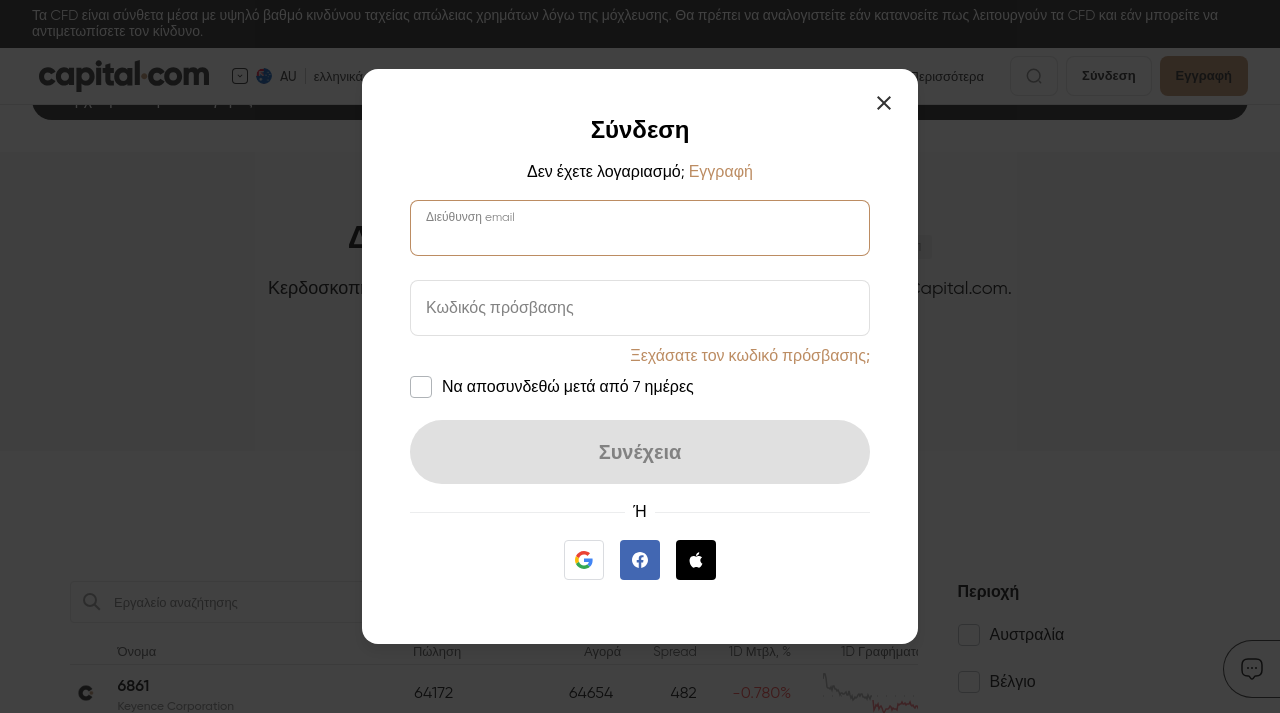 Τα CFD είναι σύνθετα μέσα με υψηλό βαθμό κινδύνου ταχείας απώλειας χρημάτων λόγω της μόχλευσης. Θα πρέπει να αναλογιστείτε εάν κατανοείτε πως λειτουργούν τα CFD και εάν μπορείτε να
αντιμετωπίσετε τον κίνδυνο.
capital.com AU ελληνικά Περισσότερα Σύνδεση Εγγραφή
Σύνδεση
Δεν έχετε λογαριασμό; Εγγραφή
Διεύθυνση email
Capital.com.
Κωδικός πρόσβασης
Ξεχάσατε τον κωδικό πρόσβασης;
Να αποσυνδεθώ μετά από 7 ημέρες
Συνέχεια
Ή
Εργαλείο αναζήτησης
Περιοχή
Αυστραλία
Βέλγιο
Όνομα Πώληση Αγορά Spread 1D Μτβλ, % 1D
6861 64172 64654 482 -0.780%
Keyence Corporation